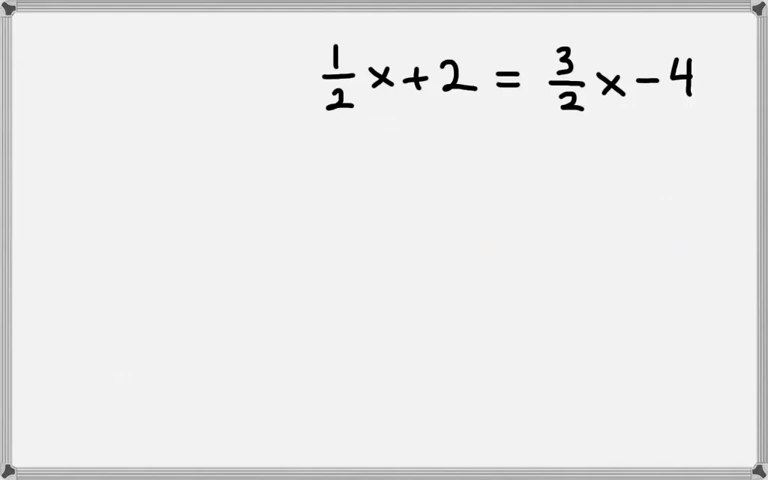 1/2 x + 2 = 3/2 x - 4